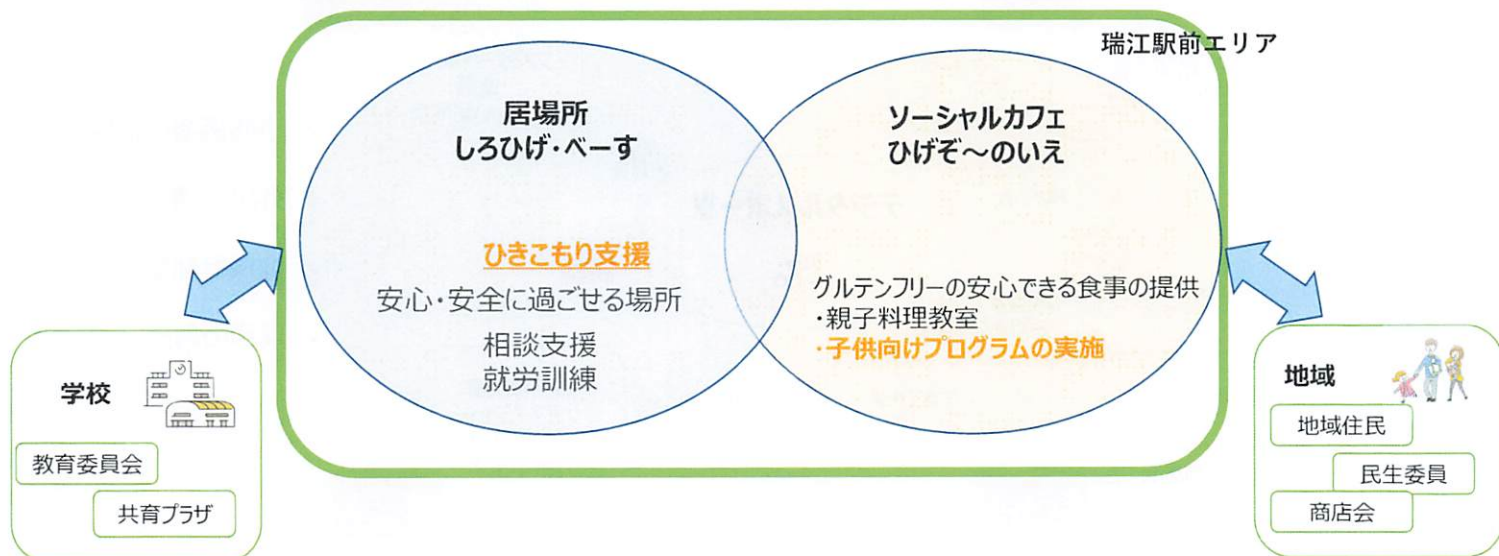 瑞江駅前エリア
居場所
しろひげ・べーす
ソーシャルカフェ
ひげぞ～のいえ
ひきこもり支援
安心・安全に過ごせる場所
相談支援
就労訓練
グルテンフリーの安心できる食事の提供
・親子料理教室
・子供向けプログラムの実施
学校
教育委員会
共育プラザ
地域
地域住民
民生委員
商店会